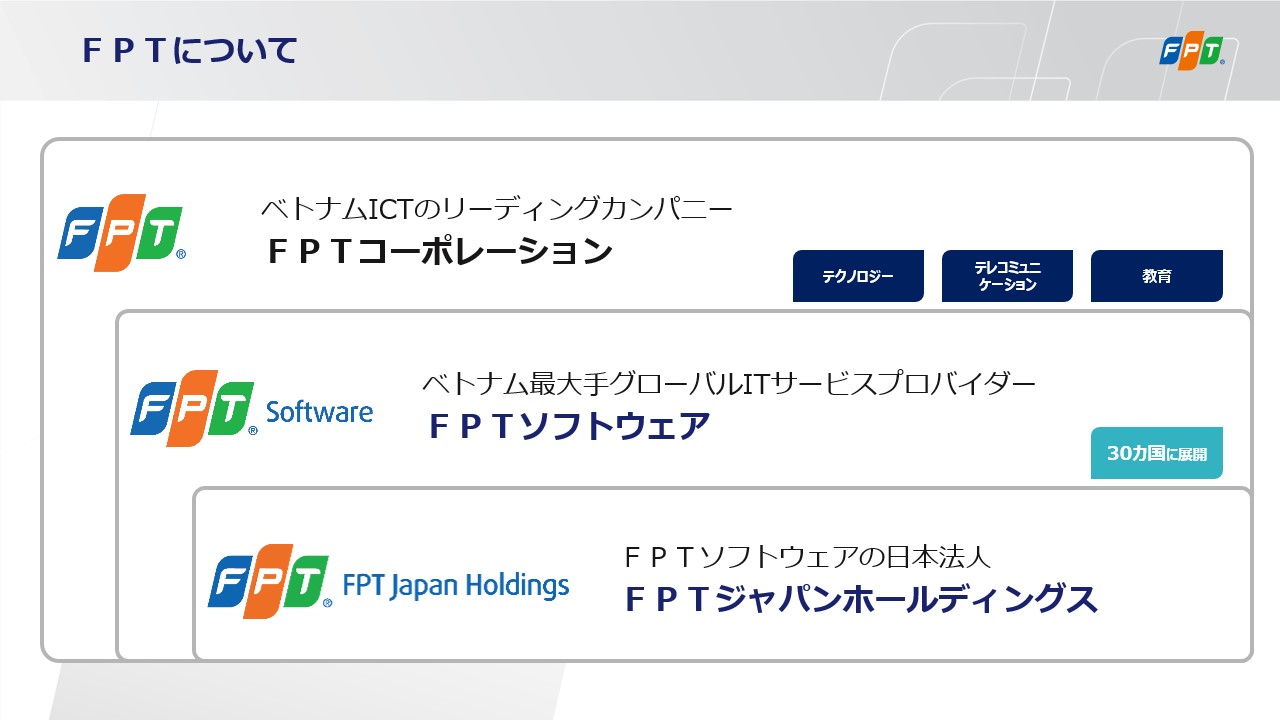 ＦＰＴについて
FPT
FPT®
ベトナムICTのリーディングカンパニー
ＦＰＴコーポレーション
テクノロジー
テレコミュニ
ケーション
教育
FPT® Software
ベトナム最大手グローバルITサービスプロバイダー
ＦＰＴソフトウェア
30カ国に展開
FPT® FPT Japan Holdings
ＦＰＴソフトウェアの日本法人
ＦＰＴジャパンホールディングス